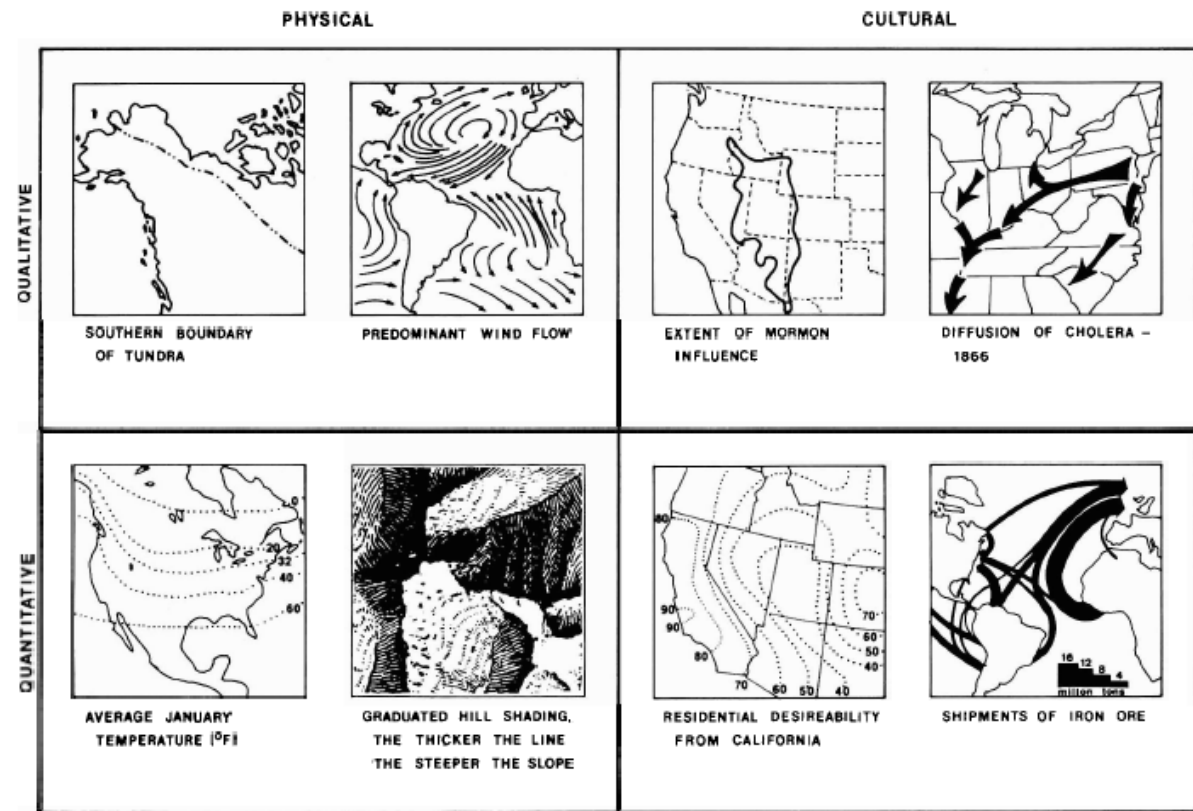 PHYSICAL
CULTURAL
QUALITATIVE
SOUTHERN BOUNDARY
OF TUNDRA
PREDOMINANT WIND FLOW
EXTENT OF MORMON
INFLUENCE
DIFFUSION OF CHOLERA –
1866
QUANTITATIVE
0
20
32
40
60
AVERAGE JANUARY
TEMPERATURE (°F)
GRADUATED HILL SHADING,
THE THICKER THE LINE
THE STEEPER THE SLOPE
80
90
90
80
70
60
50
40
70
60
50
40
RESIDENTIAL DESIREABILITY
FROM CALIFORNIA
16
12
8
4
millon tons
SHIPMENTS OF IRON ORE